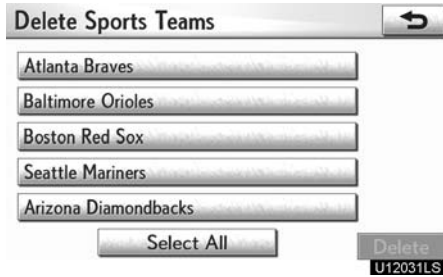 Delete Sports Teams
Atlanta Braves
Baltimore Orioles
Boston Red Sox
Seattle Mariners
Arizona Diamondbacks
Select All
Delete
U12031LS